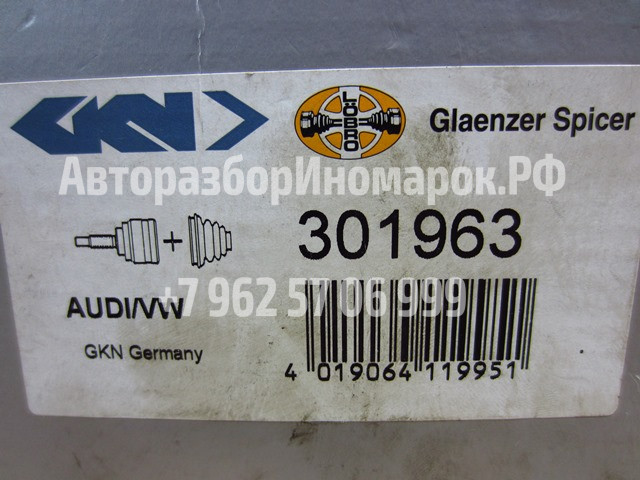 GKN LÖBRO Glaenzer Spicer
АвторазборИномарок.РФ
+ 301963
+7 962 57 06 999
AUDI/VW
GKN Germany
4 019064 119951